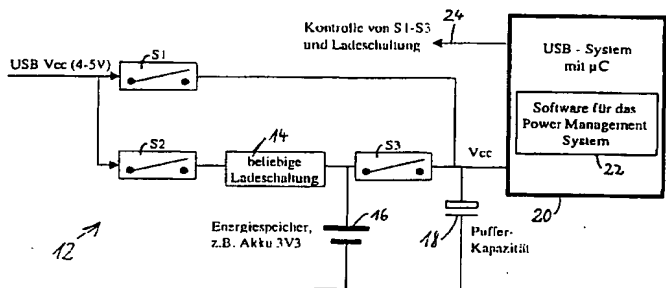 24
Kontrolle von S1-S3
und Ladeschaltung
USB - System
mit µC
Software für das
Power Management
System
22
20
USB Vcc (4-5V)
S1
S2
14
beliebige
Ladeschaltung
S3
Vcc
12
Energiespeicher,
z.B. Akku 3V3
16
18
Puffer-
Kapazität